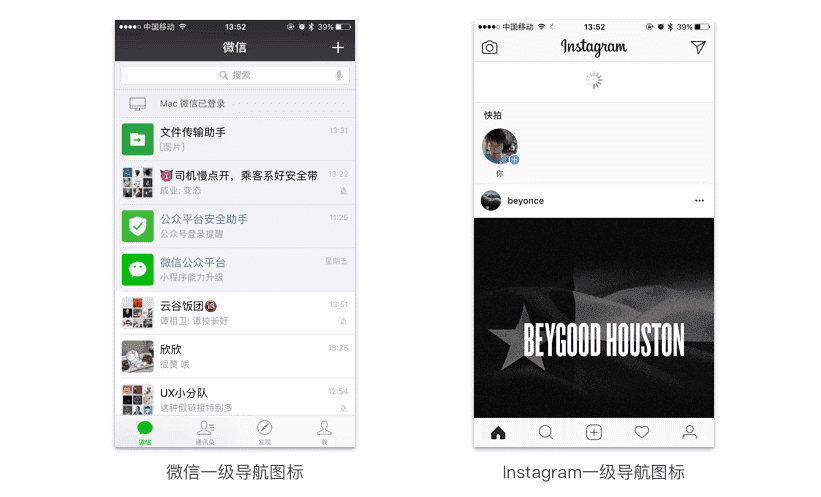 中国移动 13:52 39%
微信
搜索
Mac 微信已登录
文件传输助手 13:31
[图片]
司机慢点开，乘客系好安全带 13:22
成业: 变态
公众平台安全助手 11:25
公众号登录提醒
微信公众平台 星期五
小程序能力升级
云谷饭团 13:51
谭祖卫: 谭校长好
欣欣 13:25
很赞 哦
UX小分队 12:54
这种假链接特别多
微信 通讯录 发现 我
微信一级导航图标
中国移动 13:52 39%
Instagram
快拍
你
beyonce
BEYGOOD HOUSTON
Instagram一级导航图标